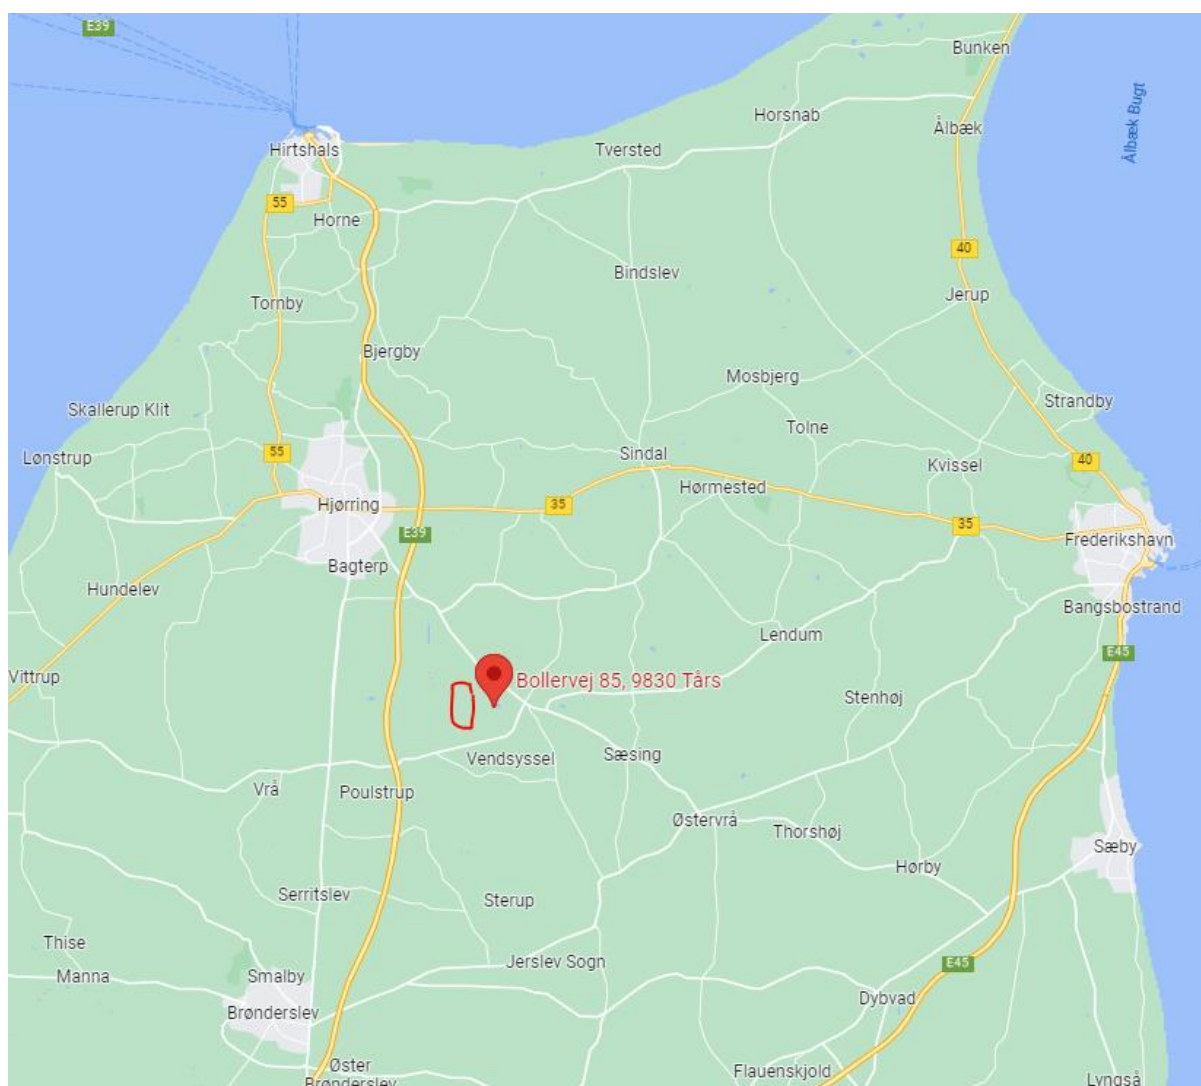 E39
Bunken
Ålbæk Bugt
Horsnab
Ålbæk
Hirtshals
Tversted
55
Horne
40
Bindslev
Jerup
Tornby
Bjergby
Mosbjerg
Strandby
Skallerup Klit
Tolne
Lønstrup
55
Sindal
Kvissel
40
Hørmested
Hjørring
35
35
E39
Frederikshavn
Bagterp
Hundelev
Bangsbostrand
Lendum
E45
Vittrup
Bollervej 85, 9830 Tårs
Stenhøj
Vendsyssel
Sæsing
Vrå
Poulstrup
Østervrå
Thorshøj
Sæby
Hørby
Serritslev
Sterup
Thise
Manna
Smalby
Jerslev Sogn
E45
Dybvad
Brønderslev
Øster
Brønderslev
Flauenskjold
Lyngså